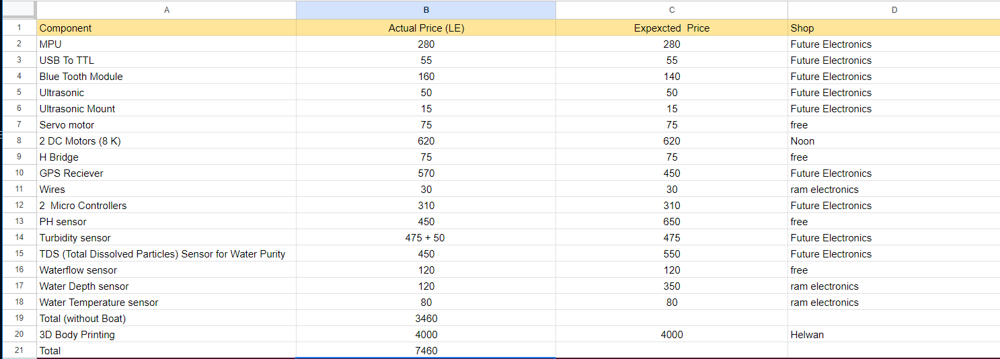 A B C D
1 Component Actual Price (LE) Expexcted Price Shop
2 MPU 280 280 Future Electronics
3 USB To TTL 55 55 Future Electronics
4 Blue Tooth Module 160 140 Future Electronics
5 Ultrasonic 50 50 Future Electronics
6 Ultrasonic Mount 15 15 Future Electronics
7 Servo motor 75 75 free
8 2 DC Motors (8 K) 620 620 Noon
9 H Bridge 75 75 free
10 GPS Reciever 570 450 Future Electronics
11 Wires 30 30 ram electronics
12 2 Micro Controllers 310 310 Future Electronics
13 PH sensor 450 650 free
14 Turbidity sensor 475 + 50 475 Future Electronics
15 TDS (Total Dissolved Particles) Sensor for Water Purity 450 550 Future Electronics
16 Waterflow sensor 120 120 free
17 Water Depth sensor 120 350 ram electronics
18 Water Temperature sensor 80 80 ram electronics
19 Total (without Boat) 3460
20 3D Body Printing 4000 4000 Helwan
21 Total 7460